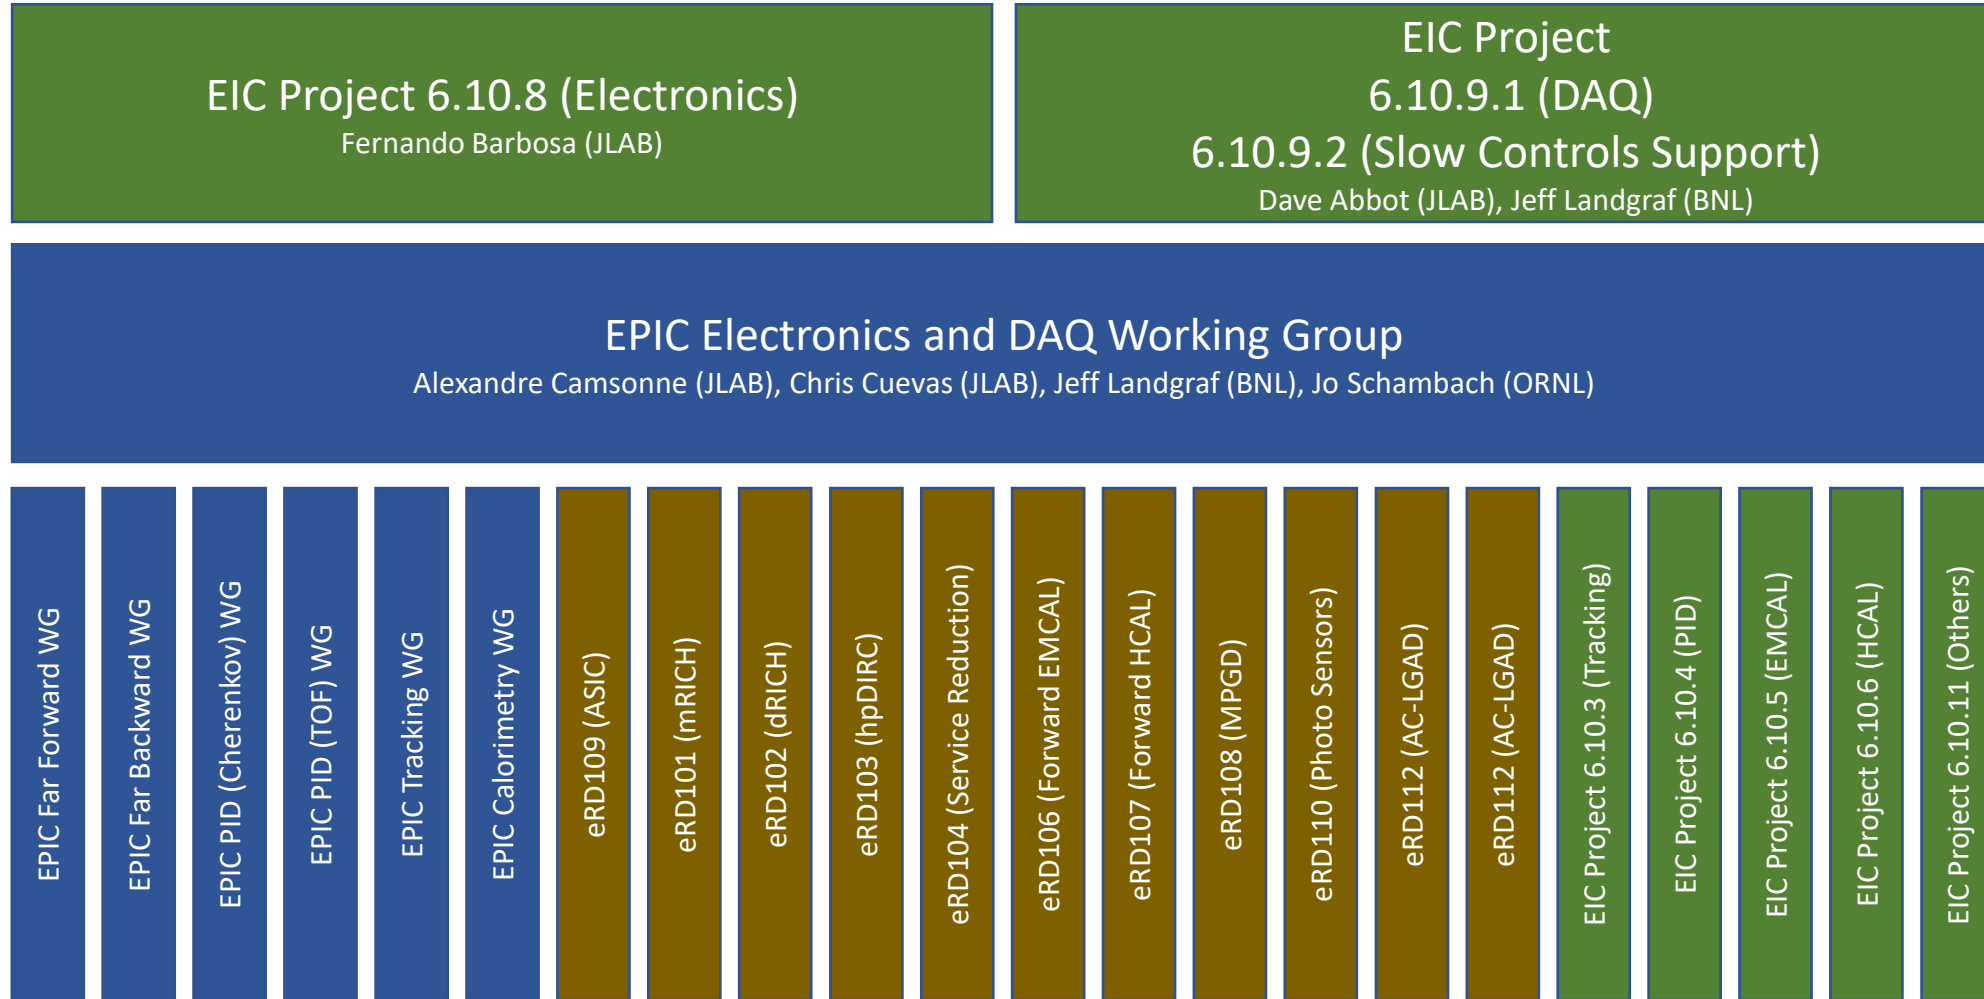 EIC Project 6.10.8 (Electronics)
Fernando Barbosa (JLAB)
EIC Project
6.10.9.1 (DAQ)
6.10.9.2 (Slow Controls Support)
Dave Abbot (JLAB), Jeff Landgraf (BNL)
EPIC Electronics and DAQ Working Group
Alexandre Camsonne (JLAB), Chris Cuevas (JLAB), Jeff Landgraf (BNL), Jo Schambach (ORNL)
EPIC Far Forward WG
EPIC Far Backward WG
EPIC PID (Cherenkov) WG
EPIC PID (TOF) WG
EPIC Tracking WG
EPIC Calorimetry WG
eRD109 (ASIC)
eRD101 (mRICH)
eRD102 (dRICH)
eRD103 (hpDIRC)
eRD104 (Service Reduction)
eRD106 (Forward EMCAL)
eRD107 (Forward HCAL)
eRD108 (MPGD)
eRD110 (Photo Sensors)
eRD112 (AC-LGAD)
eRD112 (AC-LGAD)
EIC Project 6.10.3 (Tracking)
EIC Project 6.10.4 (PID)
EIC Project 6.10.5 (EMCAL)
EIC Project 6.10.6 (HCAL)
EIC Project 6.10.11 (Others)